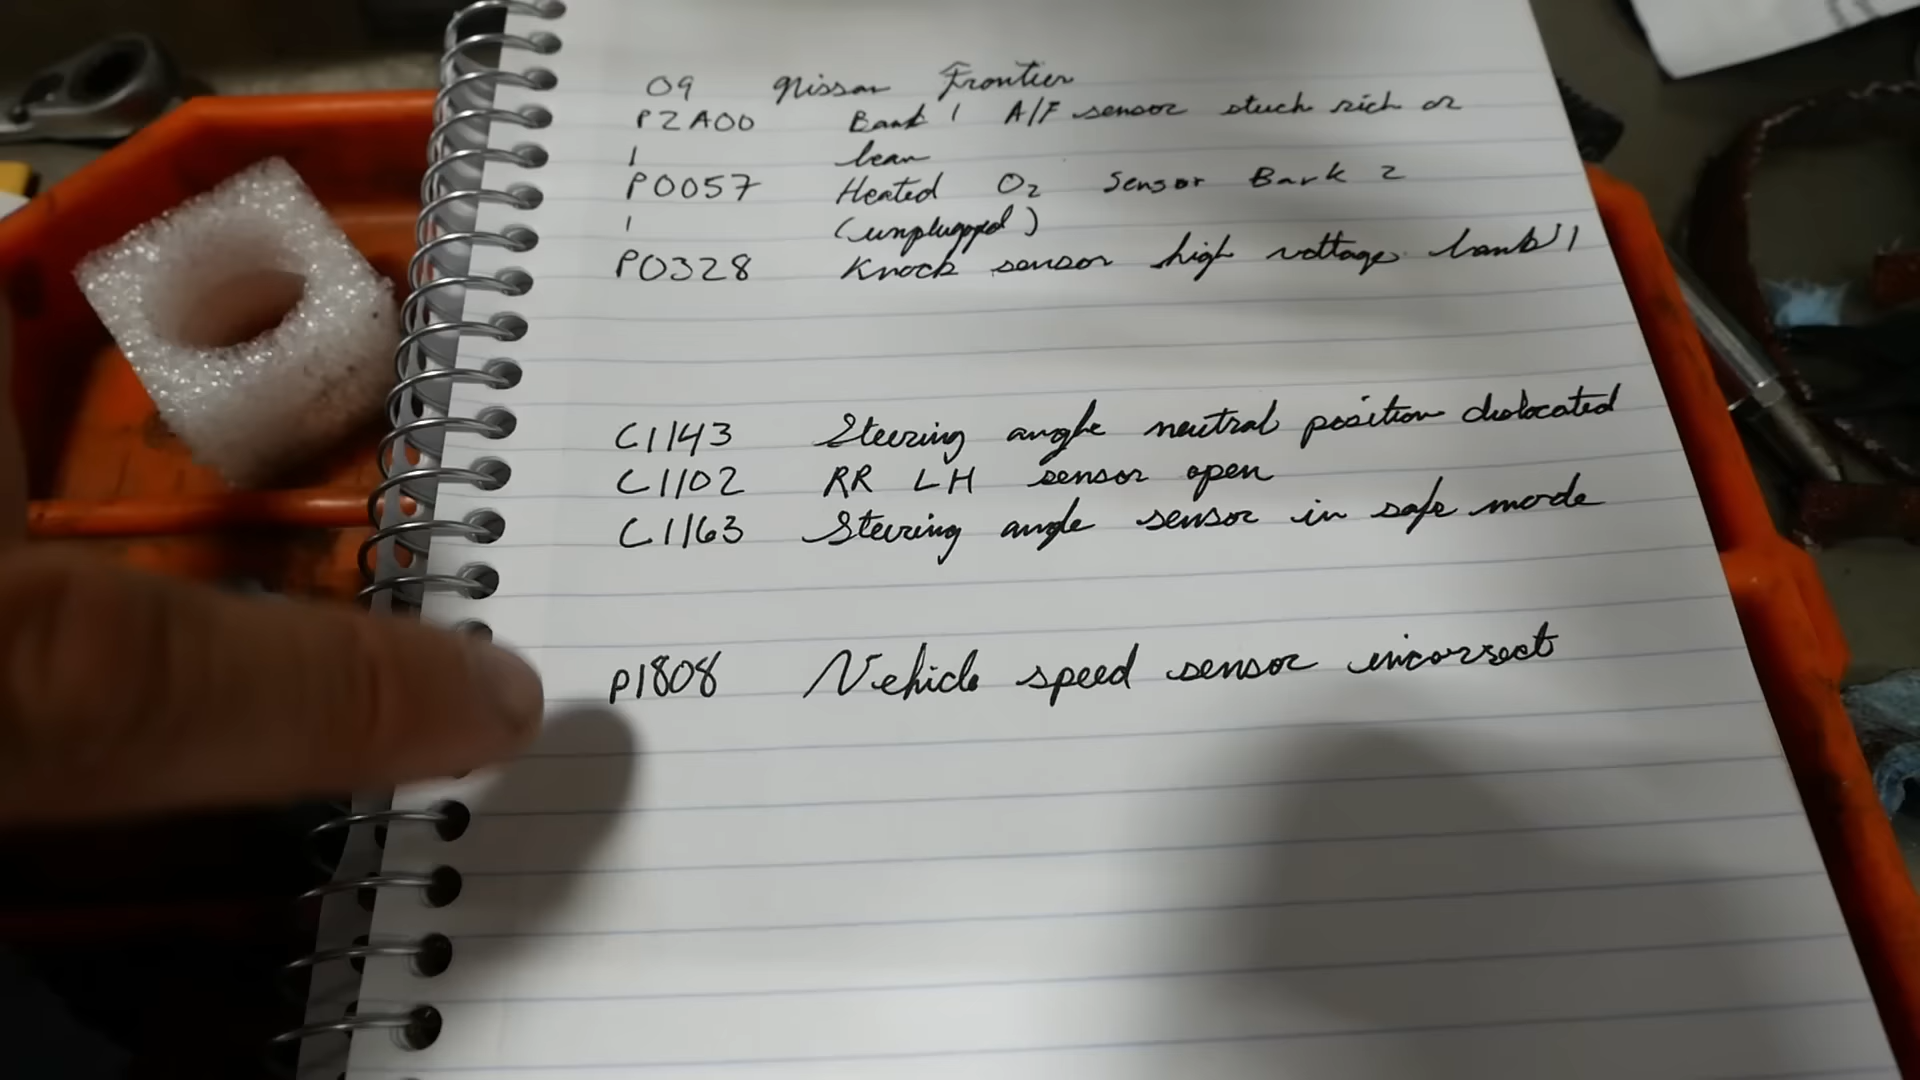 09 Nissan Frontier
P2A00 Bank 1 A/F sensor stuck rich or
1 lean
P0057 Heated O2 Sensor Bank 2
1 (unplugged)
P0328 Knock sensor high voltage bank 1
C1143 Steering angle neutral position dislocated
C1102 RR LH sensor open
C1163 Steering angle sensor in safe mode
P1808 Vehicle speed sensor incorrect